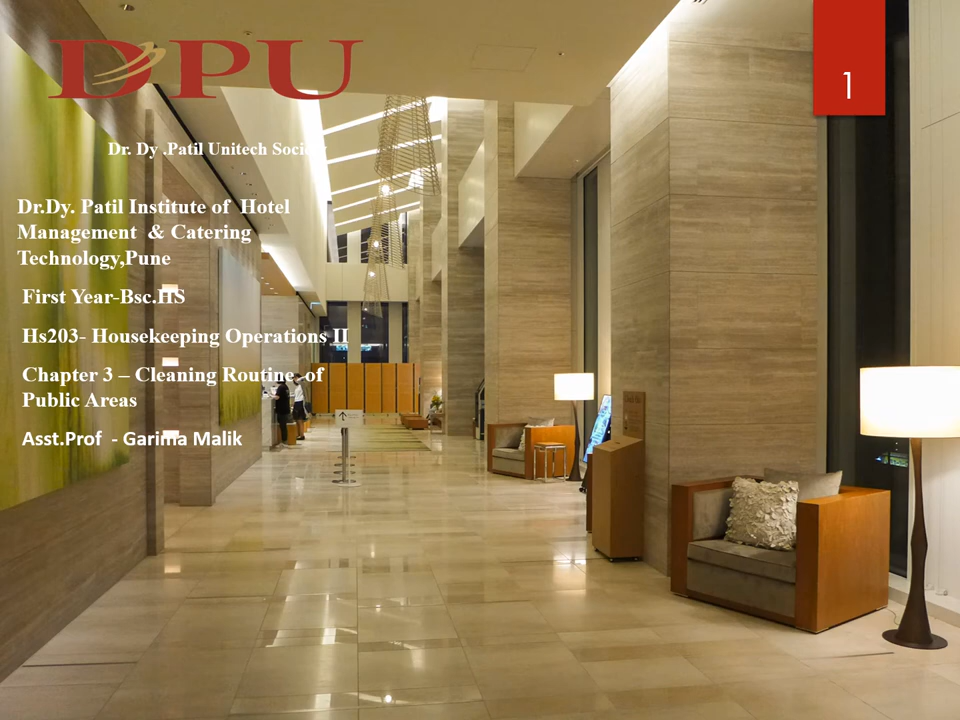 DPU
1
Dr. Dy .Patil Unitech Society
Dr.Dy. Patil Institute of Hotel
Management & Catering
Technology,Pune
First Year-Bsc.HS
Hs203- Housekeeping Operations II
Chapter 3 – Cleaning Routine of
Public Areas
Asst.Prof - Garima Malik